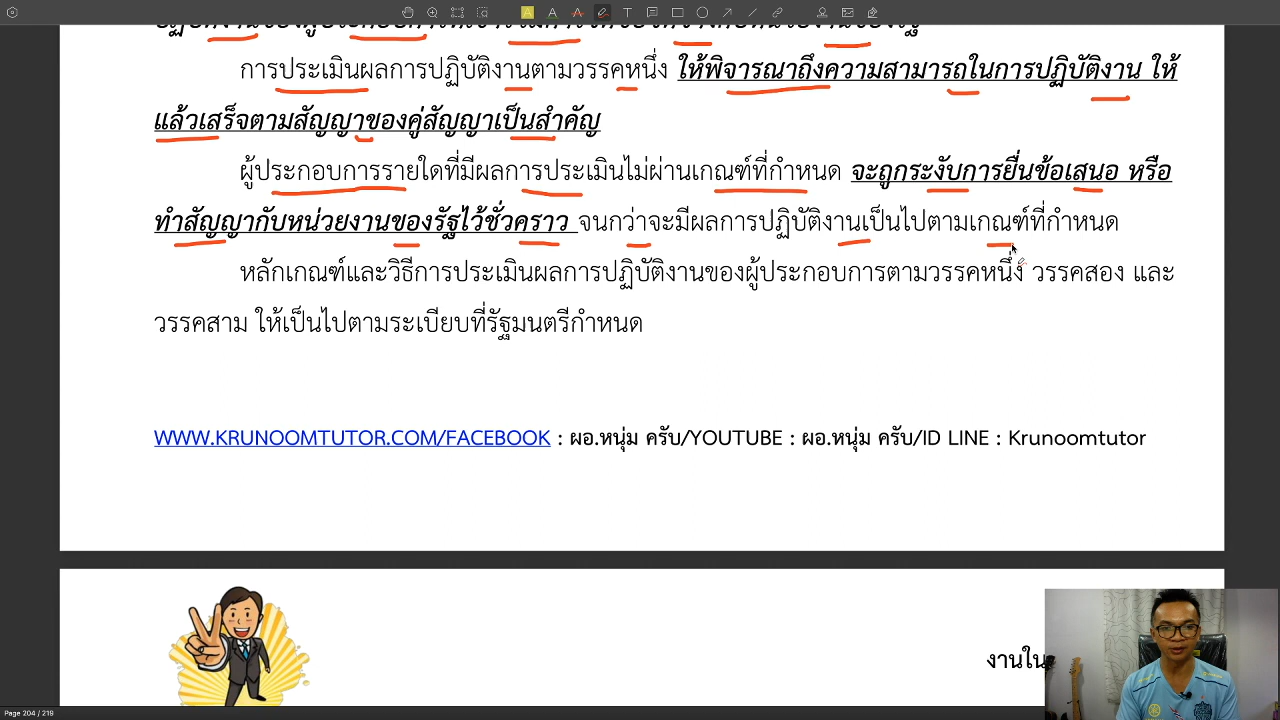 การประเมินผลการปฏิบัติงานตามวรรคหนึ่ง ให้พิจารณาถึงความสามารถในการปฏิบัติงาน ให้
แล้วเสร็จตามสัญญาของคู่สัญญาเป็นสำคัญ
ผู้ประกอบการรายใดที่มีผลการประเมินไม่ผ่านเกณฑ์ที่กำหนด จะถูกระงับการยื่นข้อเสนอ หรือ
ทำสัญญากับหน่วยงานของรัฐไว้ชั่วคราว จนกว่าจะมีผลการปฏิบัติงานเป็นไปตามเกณฑ์ที่กำหนด
หลักเกณฑ์และวิธีการประเมินผลการปฏิบัติงานของผู้ประกอบการตามวรรคหนึ่ง วรรคสอง และ
วรรคสาม ให้เป็นไปตามระเบียบที่รัฐมนตรีกำหนด
WWW.KRUNOOMTUTOR.COM/FACEBOOK : ผอ.หนุ่ม ครับ/YOUTUBE : ผอ.หนุ่ม ครับ/ID LINE : Krunoomtutor
งานใน
Page 204 / 219